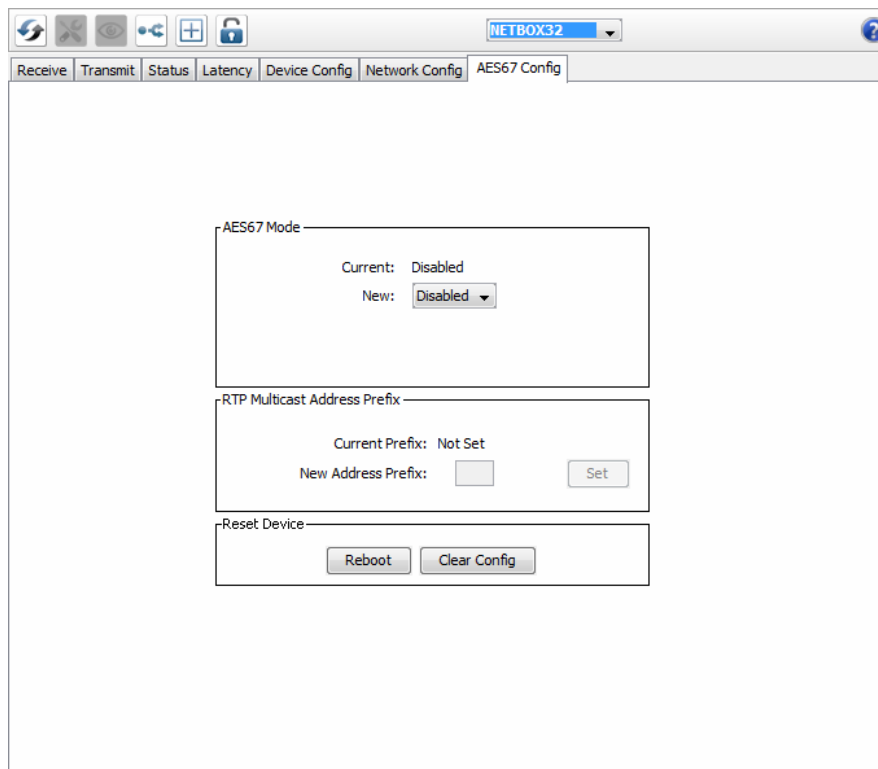 NETBOX32
?
Receive Transmit Status Latency Device Config Network Config AES67 Config
AES67 Mode
Current: Disabled
New: Disabled
RTP Multicast Address Prefix
Current Prefix: Not Set
New Address Prefix: Set
Reset Device
Reboot Clear Config